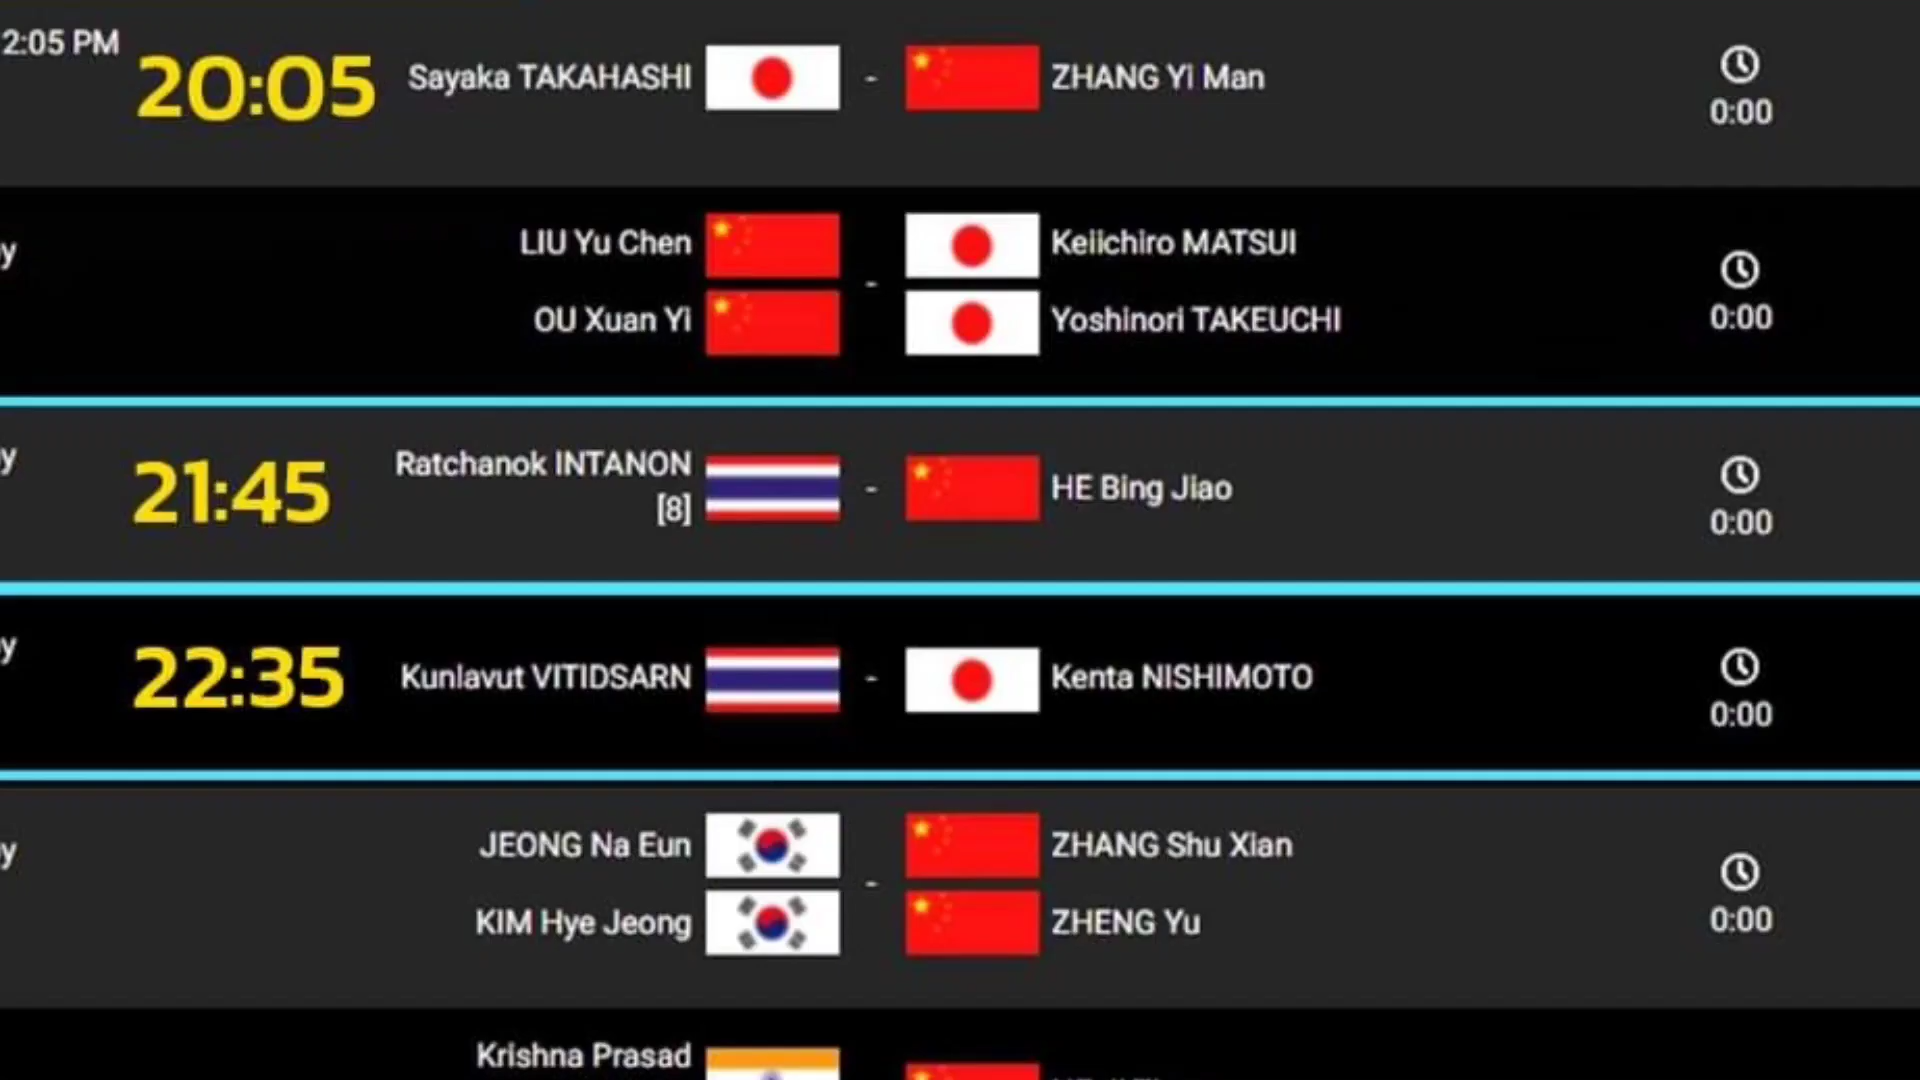 2:05 PM
20:05
Sayaka TAKAHASHI - ZHANG Yi Man
0:00
LIU Yu Chen
OU Xuan Yi
-
Keiichiro MATSUI
Yoshinori TAKEUCHI
0:00
21:45
Ratchanok INTANON
[8]
- HE Bing Jiao
0:00
22:35
Kunlavut VITIDSARN - Kenta NISHIMOTO
0:00
JEONG Na Eun
KIM Hye Jeong
-
ZHANG Shu Xian
ZHENG Yu
0:00
Krishna Prasad